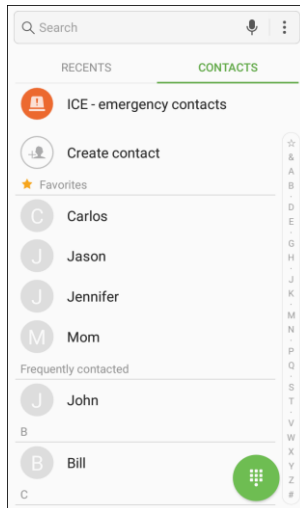 Search
RECENTS CONTACTS
ICE - emergency contacts
Create contact
Favorites
C Carlos
J Jason
J Jennifer
M Mom
Frequently contacted
J John
B
B Bill
C
☆
&
A
B
·
D
E
·
G
H
·
J
K
·
M
N
·
P
Q
·
S
T
·
V
W
X
Y
Z
#